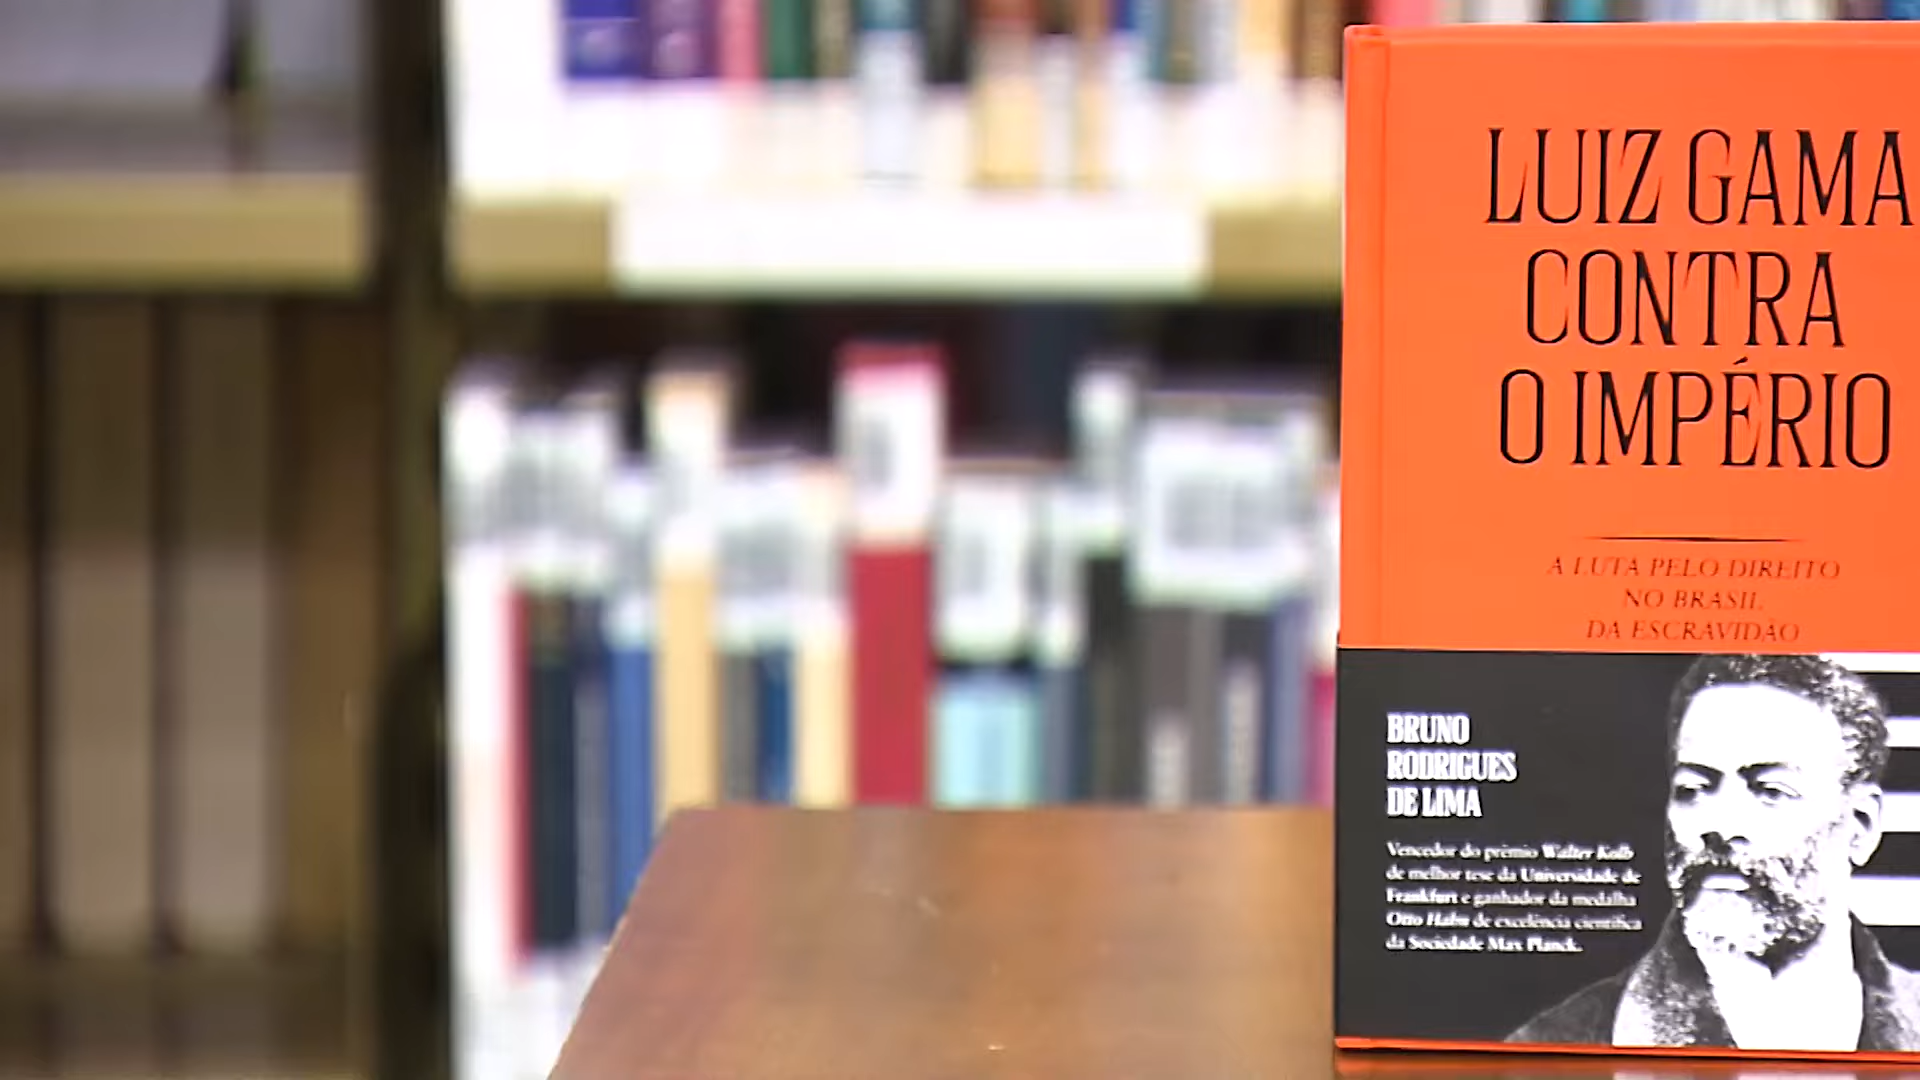 LUIZ GAMA
CONTRA
O IMPÉRIO
A LUTA PELO DIREITO
NO BRASIL
DA ESCRAVIDÃO
BRUNO
RODRIGUES
DE LIMA
Vencedor do prêmio Walter Kolb
de melhor tese da Universidade de
Frankfurt e ganhador da medalha
Otto Hahn de excelência científica
da Sociedade Max Planck.